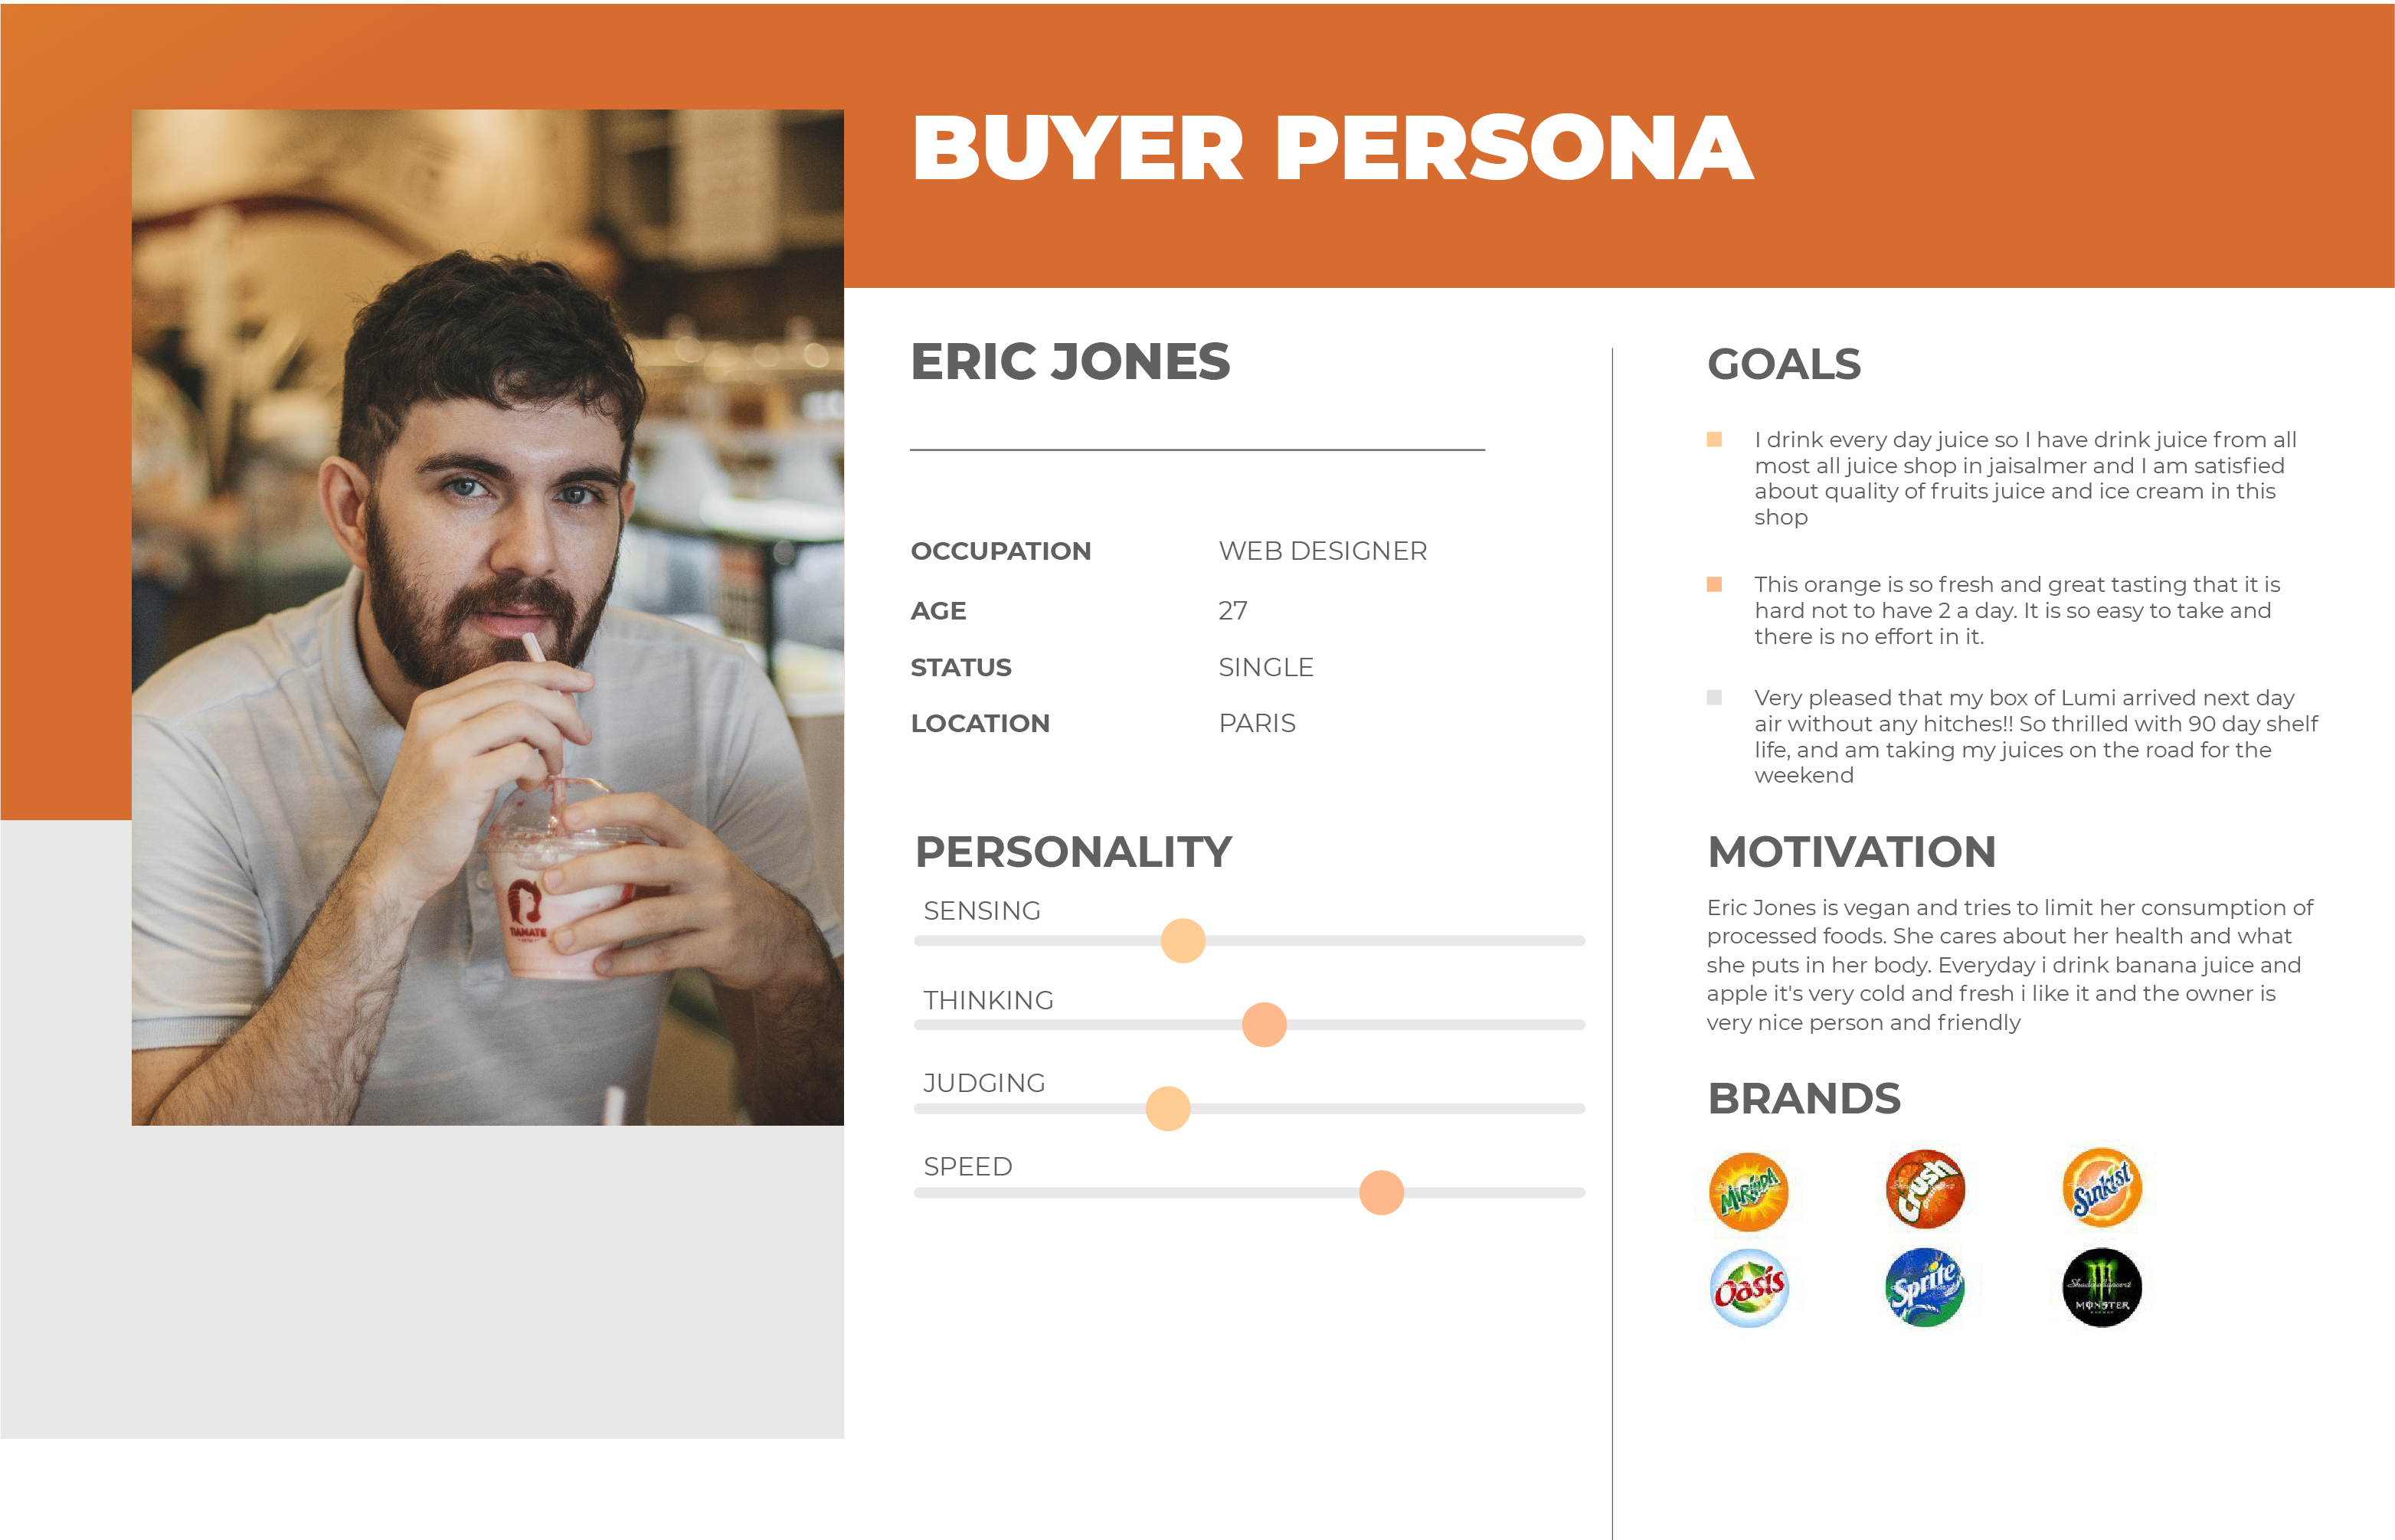 BUYER PERSONA
ERIC JONES
OCCUPATION WEB DESIGNER
AGE 27
STATUS SINGLE
LOCATION PARIS
PERSONALITY
SENSING
THINKING
JUDGING
SPEED
GOALS
I drink every day juice so I have drink juice from all
most all juice shop in jaisalmer and I am satisfied
about quality of fruits juice and ice cream in this
shop
This orange is so fresh and great tasting that it is
hard not to have 2 a day. It is so easy to take and
there is no effort in it.
Very pleased that my box of Lumi arrived next day
air without any hitches!! So thrilled with 90 day shelf
life, and am taking my juices on the road for the
weekend
MOTIVATION
Eric Jones is vegan and tries to limit her consumption of
processed foods. She cares about her health and what
she puts in her body. Everyday i drink banana juice and
apple it's very cold and fresh i like it and the owner is
very nice person and friendly
BRANDS
MIRINDA
Crush
Sunkist
Oasis
Sprite
MONSTER